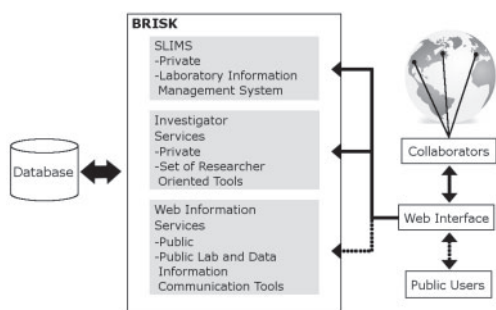 BRISK
SLIMS
-Private
-Laboratory Information
Management System
Investigator
Services
-Private
-Set of Researcher
Oriented Tools
Web Information
Services
-Public
-Public Lab and Data
Information
Communication Tools
Database
Collaborators
Web Interface
Public Users